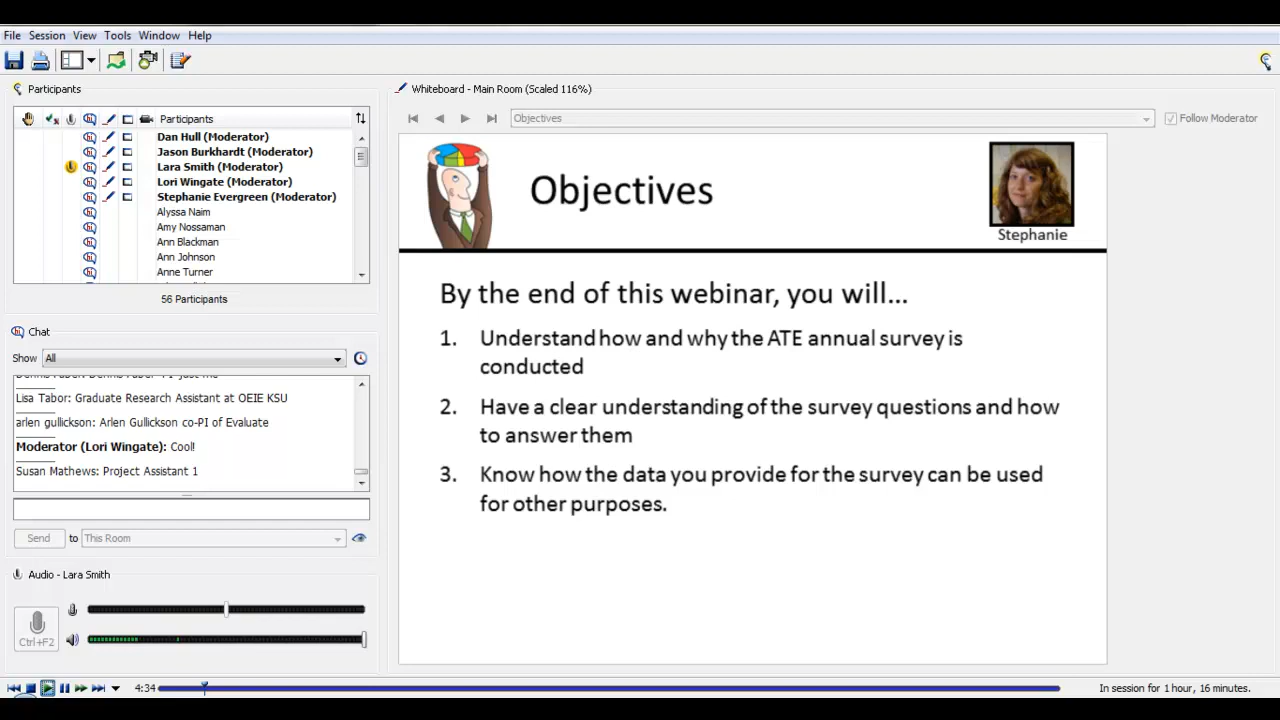 File Session View Tools Window Help
Participants
Participants
Dan Hull (Moderator)
Jason Burkhardt (Moderator)
Lara Smith (Moderator)
Lori Wingate (Moderator)
Stephanie Evergreen (Moderator)
Alyssa Naim
Amy Nossaman
Ann Blackman
Ann Johnson
Anne Turner
56 Participants
Chat
Show All
Lisa Tabor: Graduate Research Assistant at OEIE KSU
arlen gullickson: Arlen Gullickson co-PI of Evaluate
Moderator (Lori Wingate): Cool!
Susan Mathews: Project Assistant 1
Send to This Room
Audio - Lara Smith
Ctrl+F2
Whiteboard - Main Room (Scaled 116%)
Objectives Follow Moderator
Objectives
Stephanie
By the end of this webinar, you will...
1. Understand how and why the ATE annual survey is
conducted
2. Have a clear understanding of the survey questions and how
to answer them
3. Know how the data you provide for the survey can be used
for other purposes.
4:34 In session for 1 hour, 16 minutes.